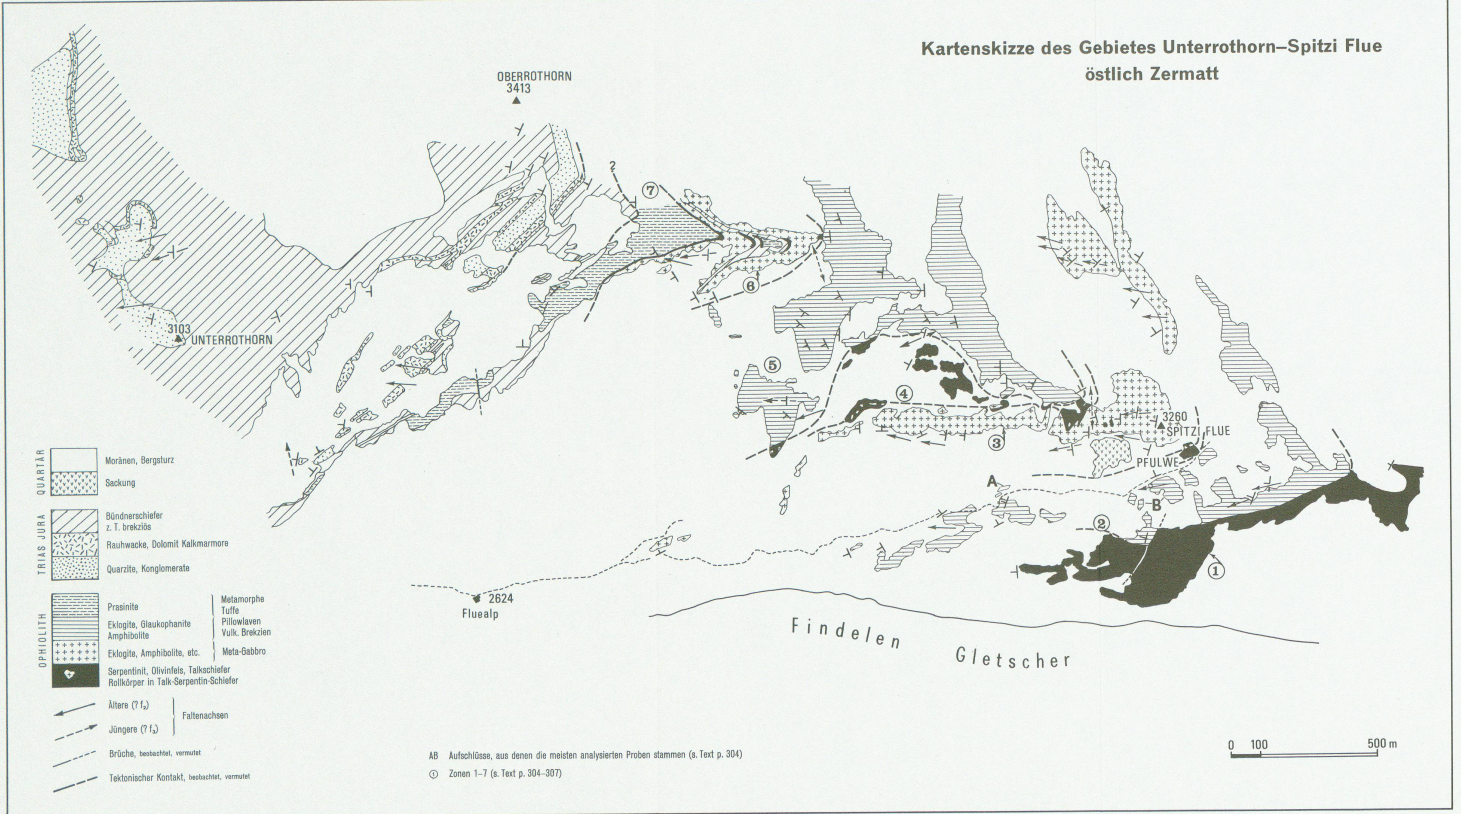 Kartenskizze des Gebietes Unterrothorn–Spitzi Flue
östlich Zermatt
OBERROTHORN
3413
?
7
6
3103
UNTERROTHORN
5
4
3
3260
SPITZI FLUE
PFULWE
A
B
2
1
2624
Fluealp
Findelen
Gletscher
QUARTÄR
Moränen, Bergsturz
Sackung
TRIAS JURA
Bündnerschiefer
z. T. brekziös
Rauhwacke, Dolomit Kalkmarmore
Quarzite, Konglomerate
OPHIOLITH
Prasinite
Eklogite, Glaukophanite
Amphibolite
Metamorphe
Tuffe
Pillowlaven
Vulk. Brekzien
Eklogite, Amphibolite, etc.
Meta-Gabbro
Serpentinit, Olivinfels, Talkschiefer
Rollkörper in Talk-Serpentin-Schiefer
Ältere (? f₂)
Jüngere (? f₃)
Faltenachsen
Brüche, beobachtet, vermutet
Tektonischer Kontakt, beobachtet, vermutet
AB Aufschlüsse, aus denen die meisten analysierten Proben stammen (s. Text p. 304)
1 Zonen 1–7 (s. Text p. 304–307)
0 100 500 m